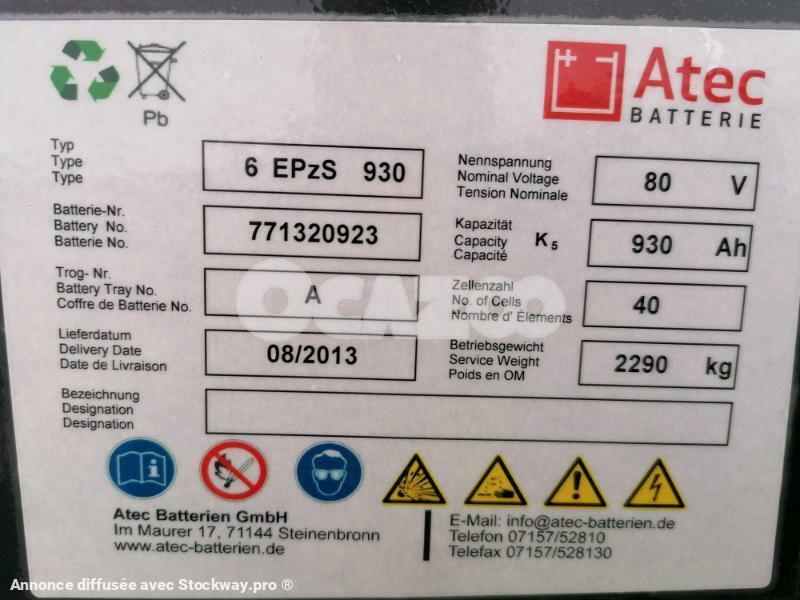 Pb
Atec
BATTERIE
Typ
Type
Type
6 EPzS 930
Nennspannung
Nominal Voltage
Tension Nominale
80 V
Batterie-Nr.
Battery No.
Batterie No.
771320923
Kapazität
Capacity K5
Capacité
930 Ah
Trog- Nr.
Battery Tray No.
Coffre de Batterie No.
A
Zellenzahl
No. of Cells
Nombre d' Élements
40
Lieferdatum
Delivery Date
Date de Livraison
08/2013
Betriebsgewicht
Service Weight
Poids en OM
2290 kg
Bezeichnung
Designation
Designation
OCAZOO
Atec Batterien GmbH
Im Maurer 17, 71144 Steinenbronn
www.atec-batterien.de
E-Mail: info@atec-batterien.de
Telefon 07157/52810
Telefax 07157/528130
Annonce diffusée avec Stockway.pro ®